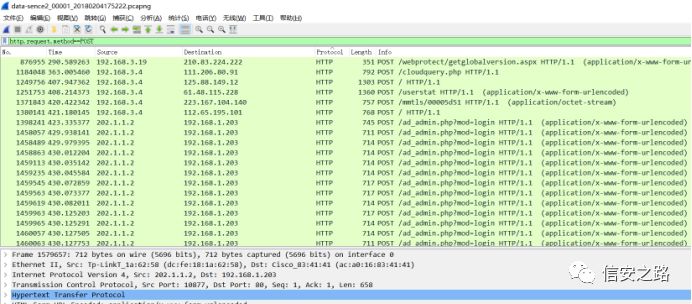 data-sence2_00001_20180204175222.pcapng
文件(F) 编辑(E) 视图(V) 跳转(G) 捕获(C) 分析(A) 统计(S) 电话(Y) 无线(W) 工具(T) 帮助(H)
http.request.method==POST
No. Time Source Destination Protocol Length Info
876955 290.589263 192.168.3.19 210.83.224.222 HTTP 351 POST /webprotect/getglobalversion.aspx HTTP/1.1 (application/x-www-form-url
1184048 363.005460 192.168.3.4 111.206.80.91 HTTP 792 POST /cloudquery.php HTTP/1.1
1249756 407.947362 192.168.3.4 125.88.149.12 HTTP 1303 POST / HTTP/1.1
1251753 408.214373 192.168.3.4 61.48.115.228 HTTP 1360 POST /userstat HTTP/1.1 (application/x-www-form-urlencoded)
1371843 420.422342 192.168.3.4 223.167.104.140 HTTP 757 POST /mmtls/00005d51 HTTP/1.1 (application/octet-stream)
1380141 421.180145 192.168.3.4 112.65.195.101 HTTP 768 POST / HTTP/1.1
1398241 423.335377 202.1.1.2 192.168.1.203 HTTP 745 POST /ad_admin.php?mod=login HTTP/1.1 (application/x-www-form-urlencoded)
1458057 429.938141 202.1.1.2 192.168.1.203 HTTP 711 POST /ad_admin.php?mod=login HTTP/1.1 (application/x-www-form-urlencoded)
1458489 429.979395 202.1.1.2 192.168.1.203 HTTP 714 POST /ad_admin.php?mod=login HTTP/1.1 (application/x-www-form-urlencoded)
1458863 430.012204 202.1.1.2 192.168.1.203 HTTP 714 POST /ad_admin.php?mod=login HTTP/1.1 (application/x-www-form-urlencoded)
1459113 430.035142 202.1.1.2 192.168.1.203 HTTP 714 POST /ad_admin.php?mod=login HTTP/1.1 (application/x-www-form-urlencoded)
1459235 430.045584 202.1.1.2 192.168.1.203 HTTP 714 POST /ad_admin.php?mod=login HTTP/1.1 (application/x-www-form-urlencoded)
1459545 430.072859 202.1.1.2 192.168.1.203 HTTP 717 POST /ad_admin.php?mod=login HTTP/1.1 (application/x-www-form-urlencoded)
1459563 430.073377 202.1.1.2 192.168.1.203 HTTP 717 POST /ad_admin.php?mod=login HTTP/1.1 (application/x-www-form-urlencoded)
1459619 430.082011 202.1.1.2 192.168.1.203 HTTP 714 POST /ad_admin.php?mod=login HTTP/1.1 (application/x-www-form-urlencoded)
1459963 430.125203 202.1.1.2 192.168.1.203 HTTP 714 POST /ad_admin.php?mod=login HTTP/1.1 (application/x-www-form-urlencoded)
1459965 430.125291 202.1.1.2 192.168.1.203 HTTP 714 POST /ad_admin.php?mod=login HTTP/1.1 (application/x-www-form-urlencoded)
1460057 430.127505 202.1.1.2 192.168.1.203 HTTP 714 POST /ad_admin.php?mod=login HTTP/1.1 (application/x-www-form-urlencoded)
1460063 430.127753 202.1.1.2 192.168.1.203 HTTP 711 POST /ad_admin.php?mod=login HTTP/1.1 (application/x-www-form-urlencoded)
Frame 1579657: 712 bytes on wire (5696 bits), 712 bytes captured (5696 bits) on interface 0
Ethernet II, Src: Tp-LinkT_1a:62:58 (dc:fe:18:1a:62:58), Dst: Cisco_03:41:41 (ac:a0:16:03:41:41)
Internet Protocol Version 4, Src: 202.1.1.2, Dst: 192.168.1.203
Transmission Control Protocol, Src Port: 10877, Dst Port: 80, Seq: 1, Ack: 1, Len: 658
Hypertext Transfer Protocol
信安之路